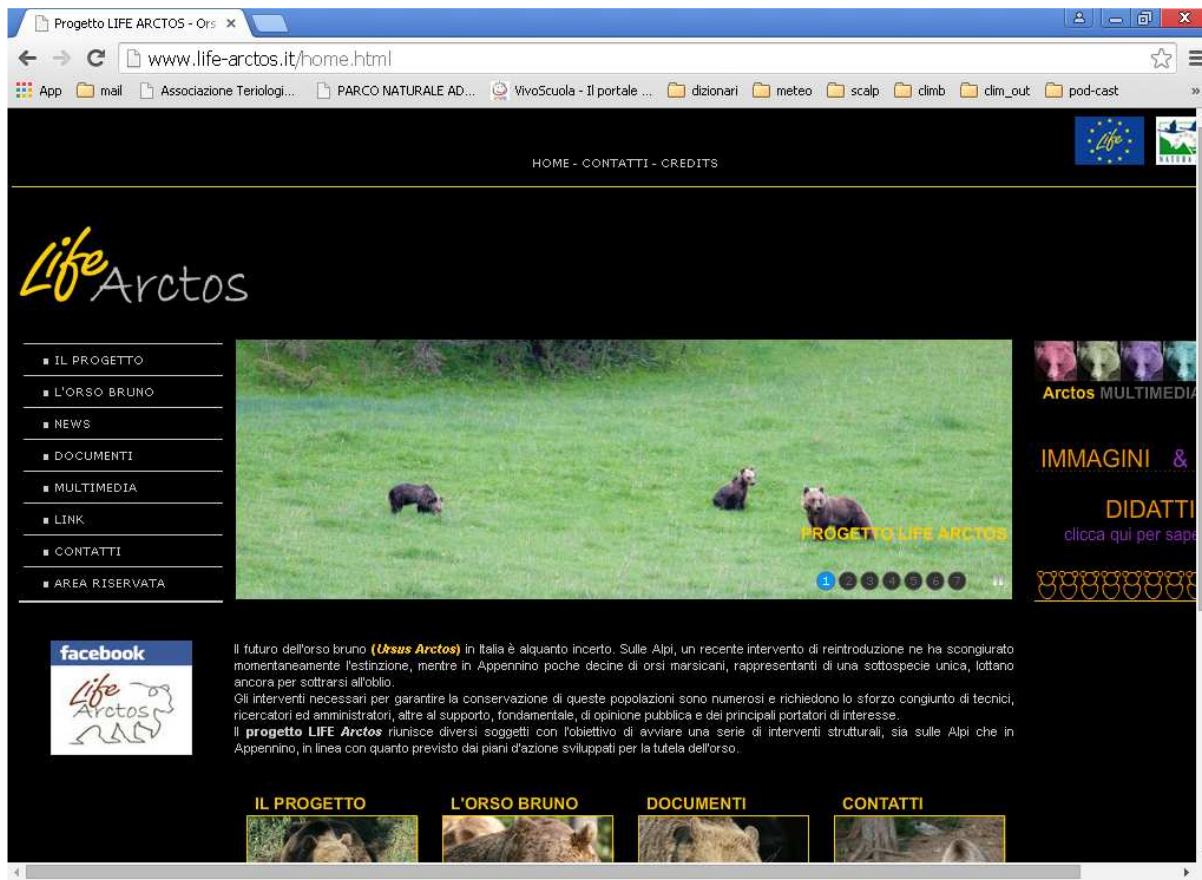 Progetto LIFE ARCTOS - Ors
www.life-arctos.it/home.html
App mail Associazione Teriologi... PARCO NATURALE AD... VivoScuola - Il portale ... dizionari meteo scalp climb clim_out pod-cast »
Life
NATURA
HOME - CONTATTI - CREDITS
Life Arctos
IL PROGETTO
L'ORSO BRUNO
NEWS
DOCUMENTI
MULTIMEDIA
LINK
CONTATTI
AREA RISERVATA
PROGETTO LIFE ARCTOS
1 2 3 4 5 6 7
Arctos MULTIMEDIA
IMMAGINI &
DIDATTI
clicca qui per sape
facebook
Life
Arctos
Il futuro dell'orso bruno (Ursus Arctos) in Italia è alquanto incerto. Sulle Alpi, un recente intervento di reintroduzione ne ha scongiurato
momentaneamente l'estinzione, mentre in Appennino poche decine di orsi marsicani, rappresentanti di una sottospecie unica, lottano
ancora per sottrarsi all'oblio.
Gli interventi necessari per garantire la conservazione di queste popolazioni sono numerosi e richiedono lo sforzo congiunto di tecnici,
ricercatori ed amministratori, altre al supporto, fondamentale, di opinione pubblica e dei principali portatori di interesse.
Il progetto LIFE Arctos riunisce diversi soggetti con l'obiettivo di avviare una serie di interventi strutturali, sia sulle Alpi che in
Appennino, in linea con quanto previsto dai piani d'azione sviluppati per la tutela dell'orso.
IL PROGETTO L'ORSO BRUNO DOCUMENTI CONTATTI